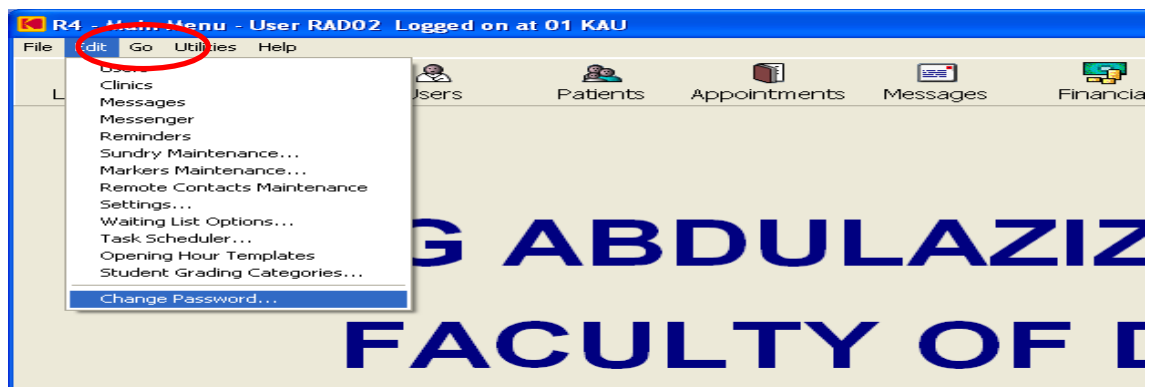 R4 - Main Menu - User RAD02 Logged on at 01 KAU
File Edit Go Utilities Help
Users Patients Appointments Messages
Users
Clinics
Messages
Messenger
Reminders
Sundry Maintenance...
Markers Maintenance...
Remote Contacts Maintenance
Settings...
Waiting List Options...
Task Scheduler...
Opening Hour Templates
Student Grading Categories...
Change Password...
G ABDULAZIZ
FACULTY OF D